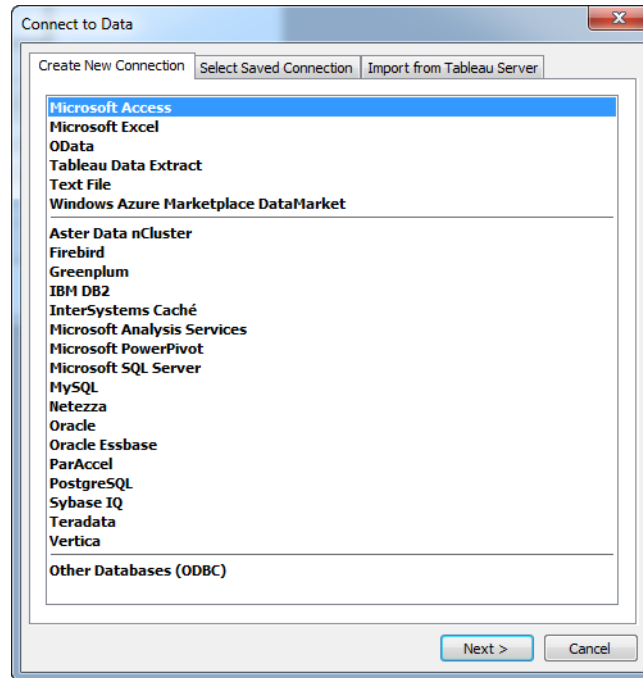 Connect to Data
Create New Connection
Select Saved Connection
Import from Tableau Server
Microsoft Access
Microsoft Excel
OData
Tableau Data Extract
Text File
Windows Azure Marketplace DataMarket
Aster Data nCluster
Firebird
Greenplum
IBM DB2
InterSystems Caché
Microsoft Analysis Services
Microsoft PowerPivot
Microsoft SQL Server
MySQL
Netezza
Oracle
Oracle Essbase
ParAccel
PostgreSQL
Sybase IQ
Teradata
Vertica
Other Databases (ODBC)
Next >
Cancel